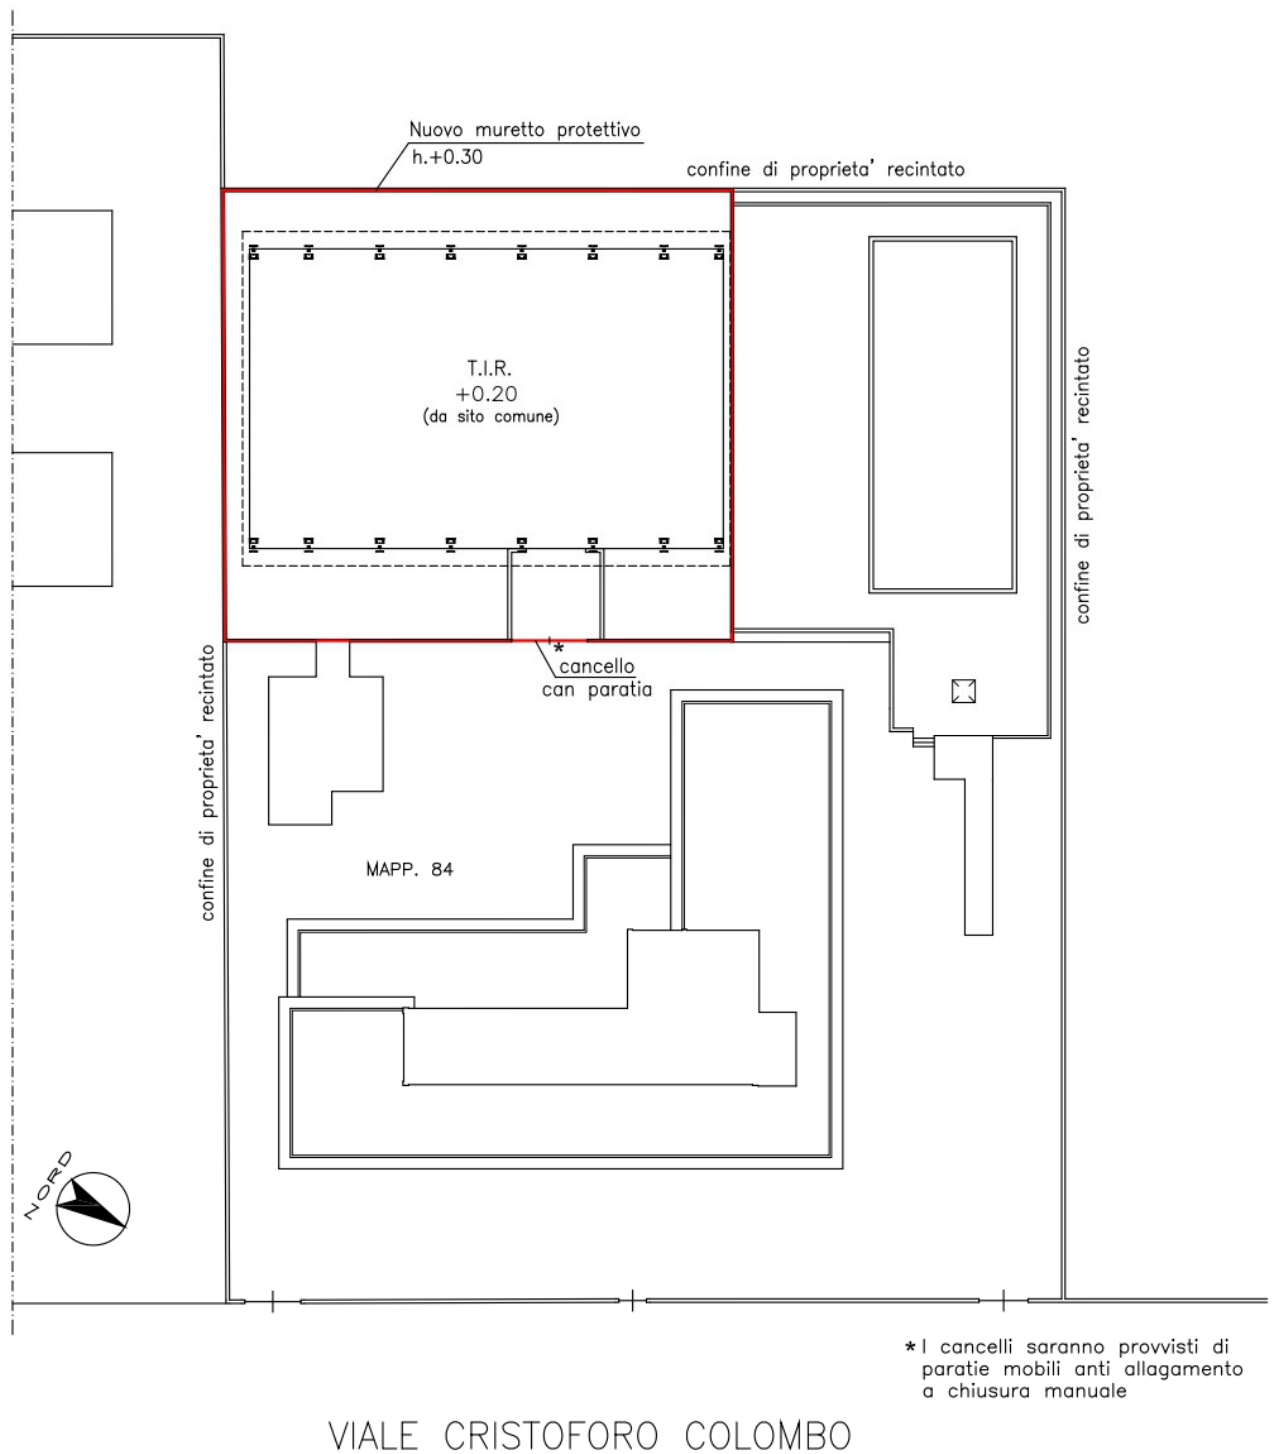 Nuovo muretto protettivo
h.+0.30
confine di proprieta' recintato
T.I.R.
+0.20
(da sito comune)
confine di proprieta' recintato
*
cancello
can paratia
confine di proprieta' recintato
MAPP. 84
NORD
* I cancelli saranno provvisti di
paratie mobili anti allagamento
a chiusura manuale
VIALE CRISTOFORO COLOMBO